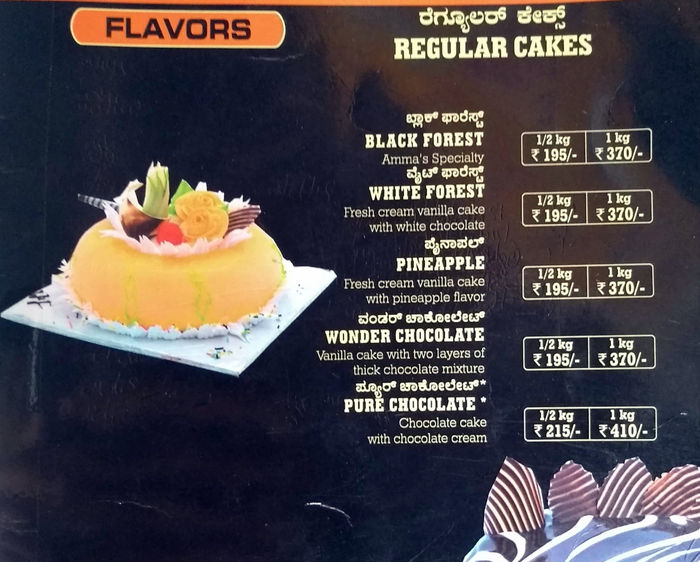 FLAVORS
ರೆಗ್ಯೂಲರ್ ಕೇಕ್ಸ್
REGULAR CAKES
ಬ್ಲಾಕ್ ಫಾರೆಸ್ಟ್
BLACK FOREST
Amma's Specialty
1/2 kg 1 kg
₹ 195/- ₹ 370/-
ವೈಟ್ ಫಾರೆಸ್ಟ್
WHITE FOREST
Fresh cream vanilla cake
with white chocolate
1/2 kg 1 kg
₹ 195/- ₹ 370/-
ಪೈನಾಪಲ್
PINEAPPLE
Fresh cream vanilla cake
with pineapple flavor
1/2 kg 1 kg
₹ 195/- ₹ 370/-
ವಂಡರ್ ಚಾಕೋಲೇಟ್
WONDER CHOCOLATE
Vanilla cake with two layers of
thick chocolate mixture
1/2 kg 1 kg
₹ 195/- ₹ 370/-
ಪ್ಯೂರ್ ಚಾಕೋಲೇಟ್*
PURE CHOCOLATE *
Chocolate cake
with chocolate cream
1/2 kg 1 kg
₹ 215/- ₹ 410/-